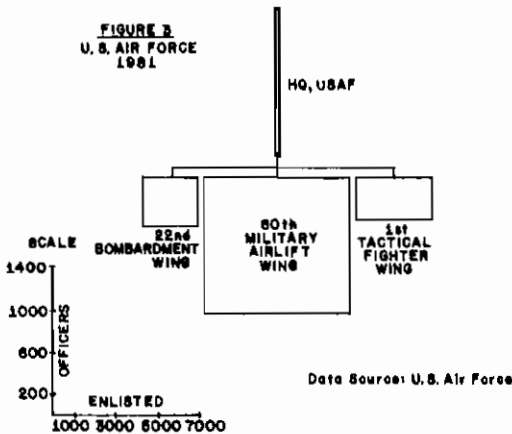 FIGURE 3
U. S. AIR FORCE
1981
HQ, USAF
22nd
BOMBARDMENT
WING
60th
MILITARY
AIRLIFT
WING
1st
TACTICAL
FIGHTER
WING
SCALE
1400
1000
600
200
OFFICERS
ENLISTED
1000 3000 5000 7000
Data Source: U. S. Air Force